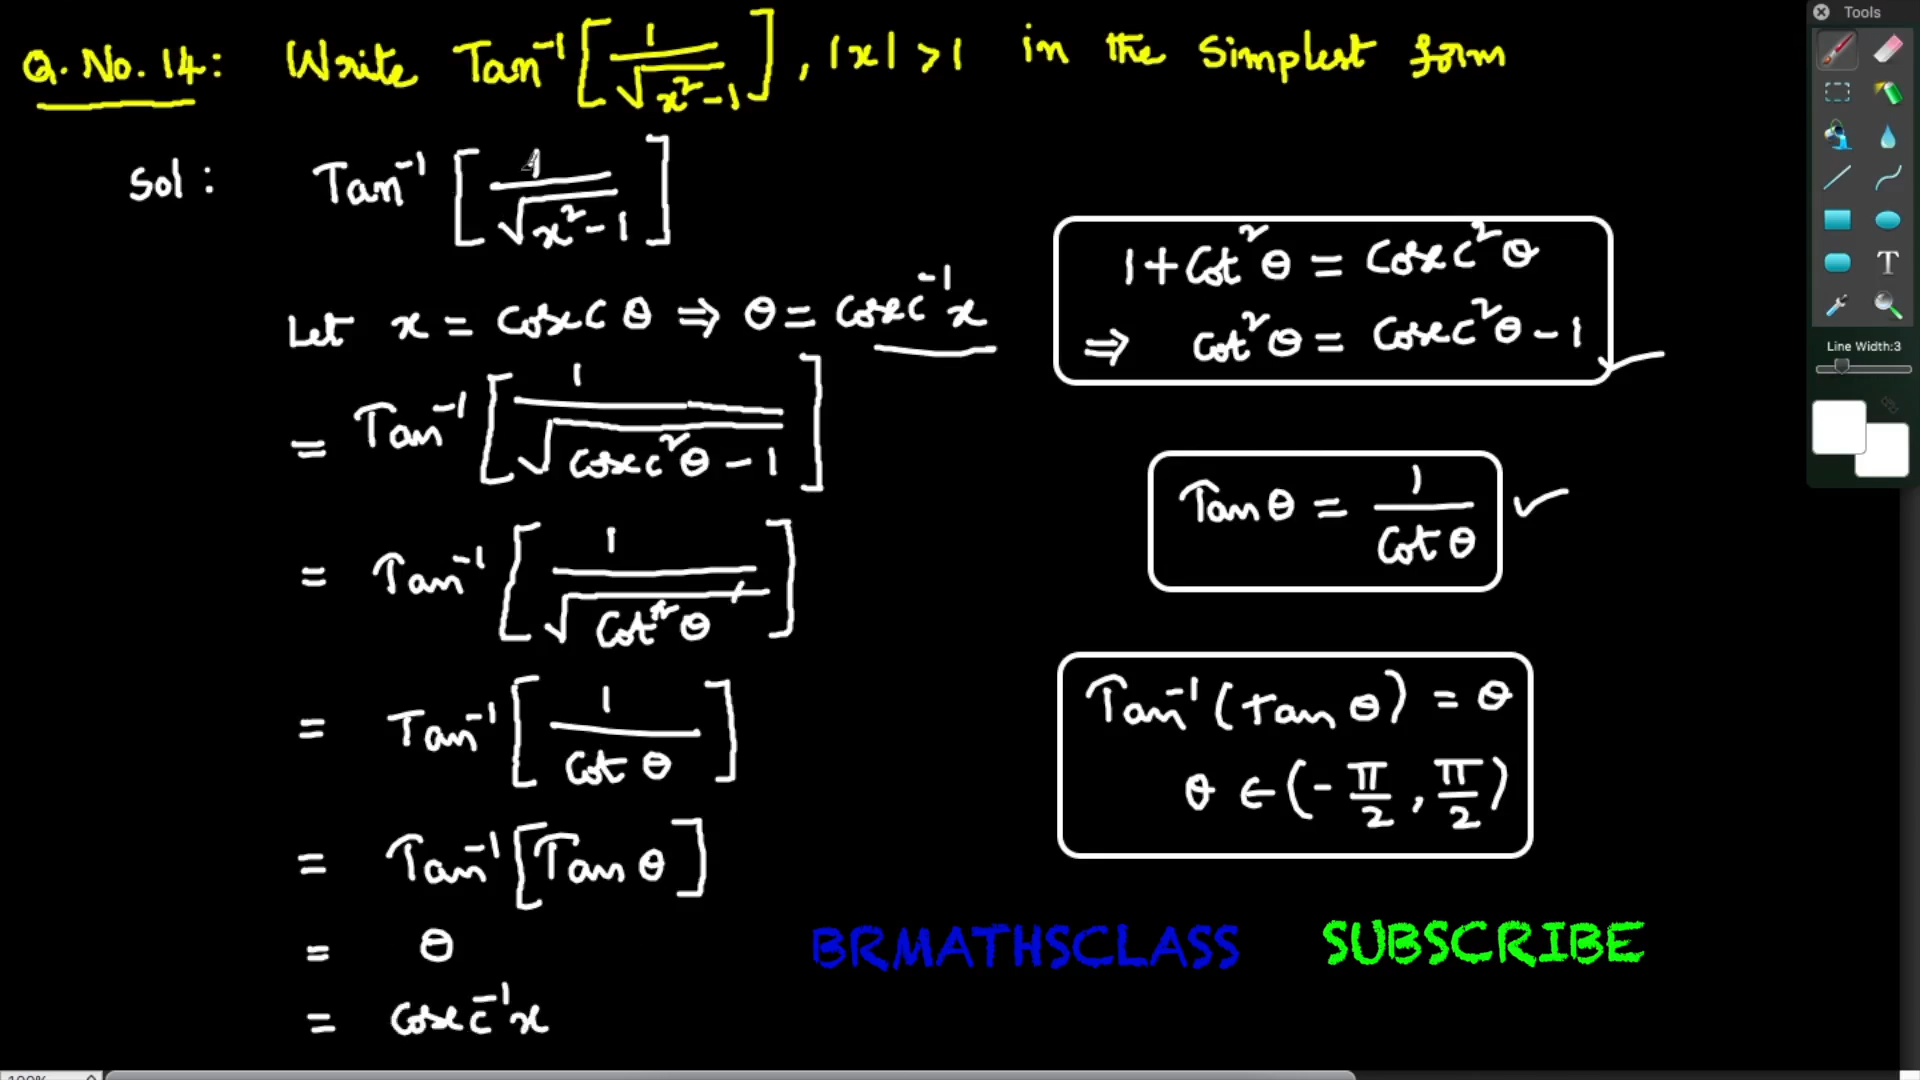 Q. No. 14: Write Tan⁻¹[1/√(x²-1)], |x| > 1 in the Simplest form
Sol: Tan⁻¹[1/√(x²-1)]
Let x = cosec θ ⇒ θ = cosec⁻¹x
= Tan⁻¹[1/√(cosec²θ - 1)]
= Tan⁻¹[1/√(cot²θ)]
= Tan⁻¹[1/cot θ]
= Tan⁻¹[Tan θ]
= θ
= cosec⁻¹x
1 + cot²θ = cosec²θ
⇒ cot²θ = cosec²θ - 1
Tan θ = 1/cot θ
Tan⁻¹(tan θ) = θ
θ ∈ (-π/2, π/2)
BRMATHSCLASS SUBSCRIBE
Tools
T
Line Width:3